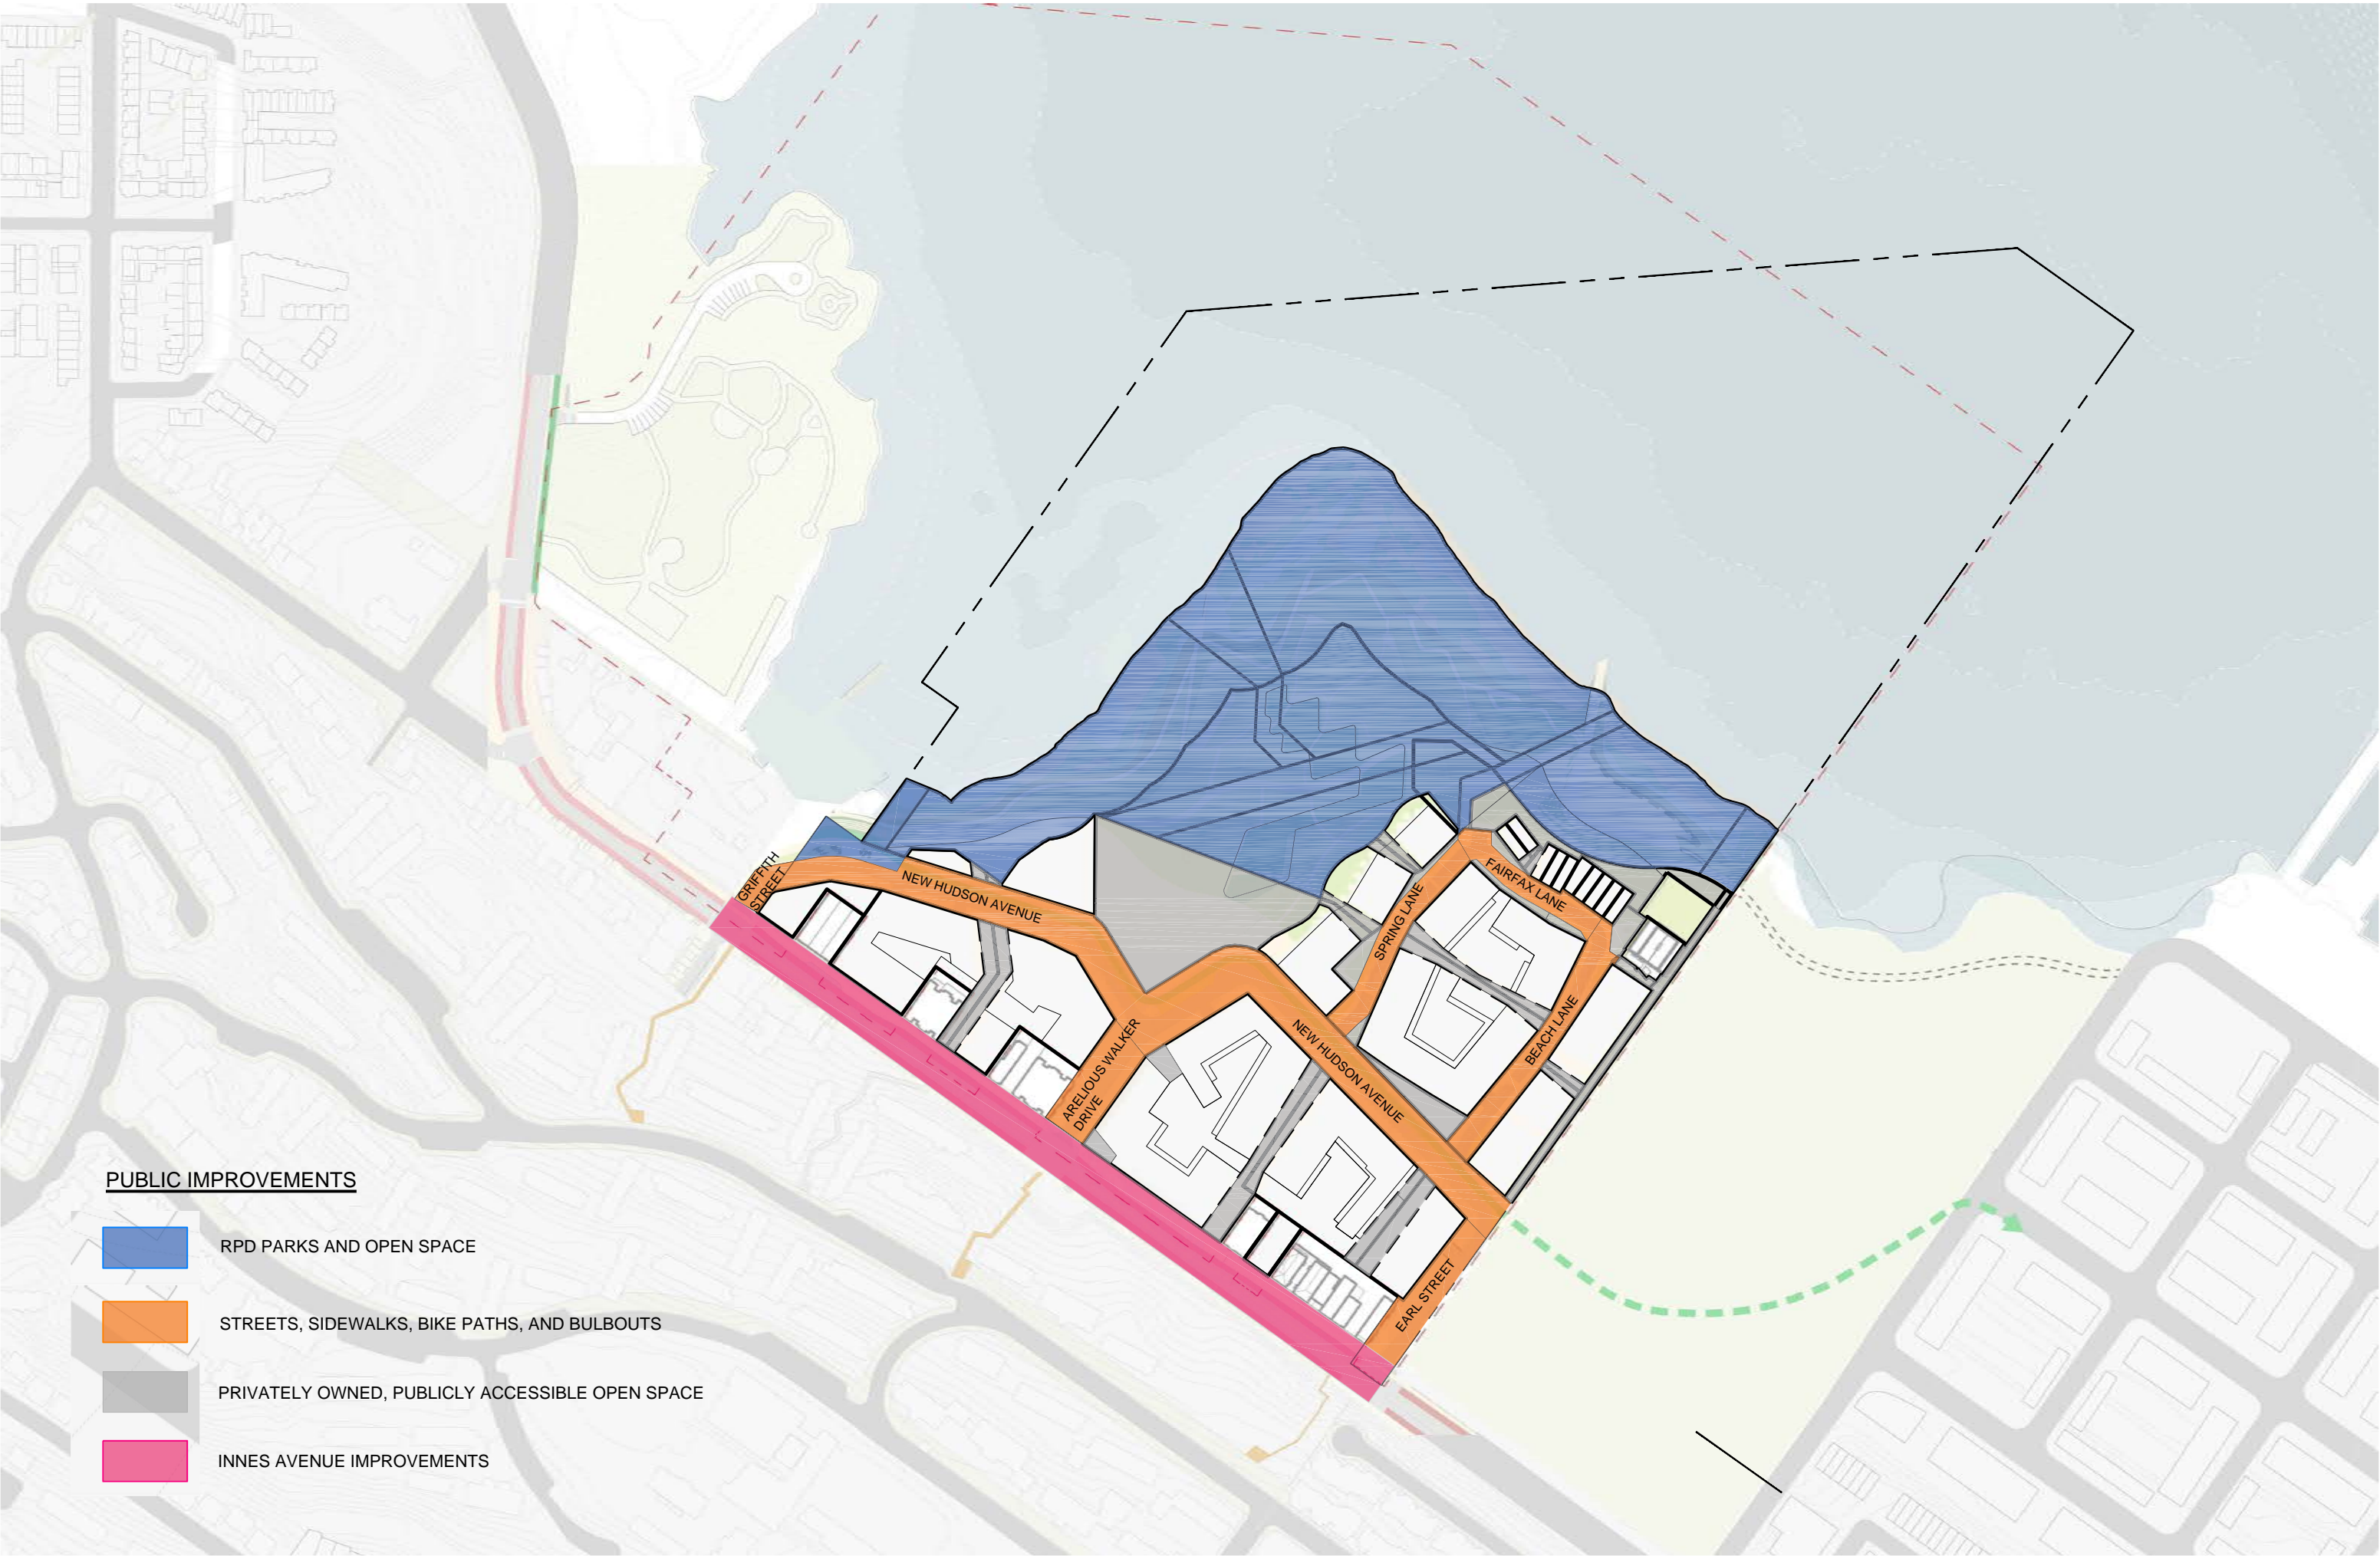 GRIFFITH
STREET
NEW HUDSON AVENUE
FAIRFAX LANE
SPRING LANE
BEACH LANE
ARELIOUS WALKER
DRIVE
NEW HUDSON AVENUE
EARL STREET
PUBLIC IMPROVEMENTS
RPD PARKS AND OPEN SPACE
STREETS, SIDEWALKS, BIKE PATHS, AND BULBOUTS
PRIVATELY OWNED, PUBLICLY ACCESSIBLE OPEN SPACE
INNES AVENUE IMPROVEMENTS